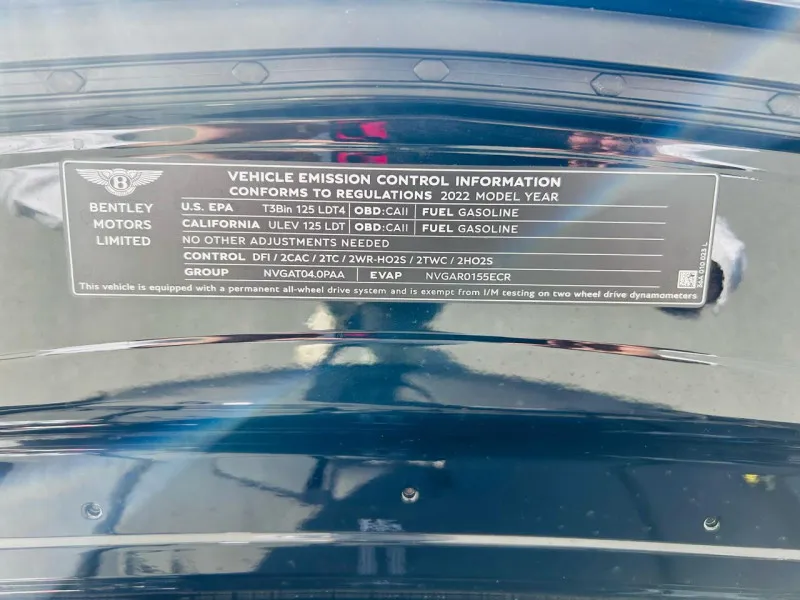 VEHICLE EMISSION CONTROL INFORMATION
CONFORMS TO REGULATIONS 2022 MODEL YEAR
B
BENTLEY
MOTORS
LIMITED
U.S. EPA T3Bin 125 LDT4 OBD:CAII FUEL GASOLINE
CALIFORNIA ULEV 125 LDT OBD:CAII FUEL GASOLINE
NO OTHER ADJUSTMENTS NEEDED
CONTROL DFI / 2CAC / 2TC / 2WR-HO2S / 2TWC / 2HO2S
GROUP NVGAT04.0PAA EVAP NVGAR0155ECR
This vehicle is equipped with a permanent all-wheel drive system and is exempt from I/M testing on two wheel drive dynamometers
010 023 L